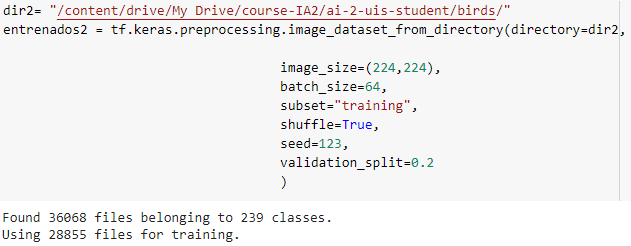 dir2= "/content/drive/My Drive/course-IA2/ai-2-uis-student/birds/"
entrenados2 = tf.keras.preprocessing.image_dataset_from_directory(directory=dir2,
image_size=(224,224),
batch_size=64,
subset="training",
shuffle=True,
seed=123,
validation_split=0.2
)
Found 36068 files belonging to 239 classes.
Using 28855 files for training.